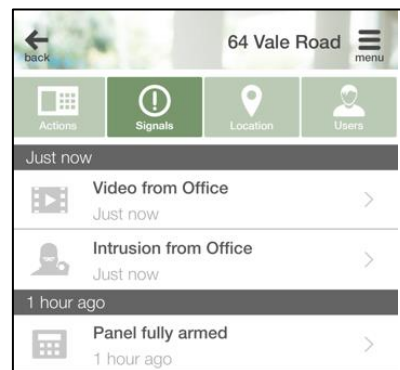 64 Vale Road
back
menu
Actions
Signals
Location
Users
Just now
Video from Office
Just now
Intrusion from Office
Just now
1 hour ago
Panel fully armed
1 hour ago